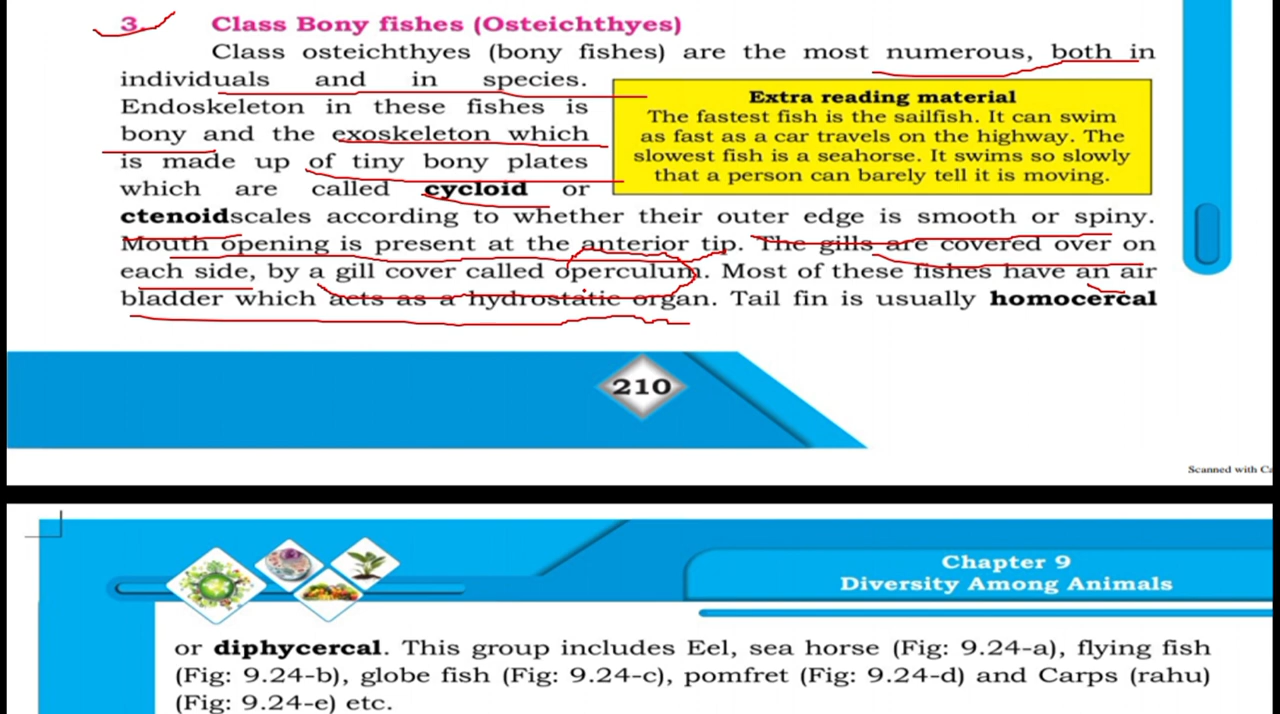 3. Class Bony fishes (Osteichthyes)
Class osteichthyes (bony fishes) are the most numerous, both in
individuals and in species.
Endoskeleton in these fishes is
bony and the exoskeleton which
is made up of tiny bony plates
which are called cycloid or
Extra reading material
The fastest fish is the sailfish. It can swim
as fast as a car travels on the highway. The
slowest fish is a seahorse. It swims so slowly
that a person can barely tell it is moving.
ctenoidscales according to whether their outer edge is smooth or spiny.
Mouth opening is present at the anterior tip. The gills are covered over on
each side, by a gill cover called operculum. Most of these fishes have an air
bladder which acts as a hydrostatic organ. Tail fin is usually homocercal
210
Scanned with Ca
Chapter 9
Diversity Among Animals
or diphycercal. This group includes Eel, sea horse (Fig: 9.24-a), flying fish
(Fig: 9.24-b), globe fish (Fig: 9.24-c), pomfret (Fig: 9.24-d) and Carps (rahu)
(Fig: 9.24-e) etc.